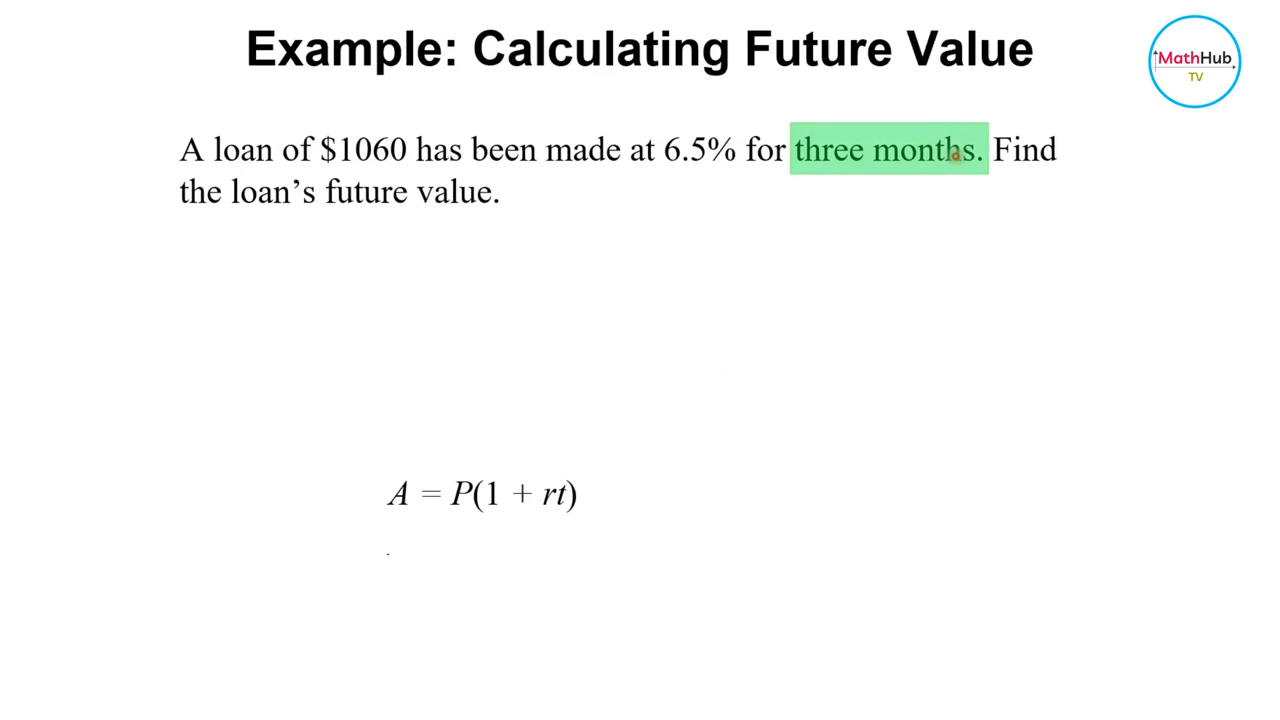 Example: Calculating Future Value
MathHub
TV
A loan of $1060 has been made at 6.5% for three months. Find
the loan’s future value.
A = P(1 + rt)